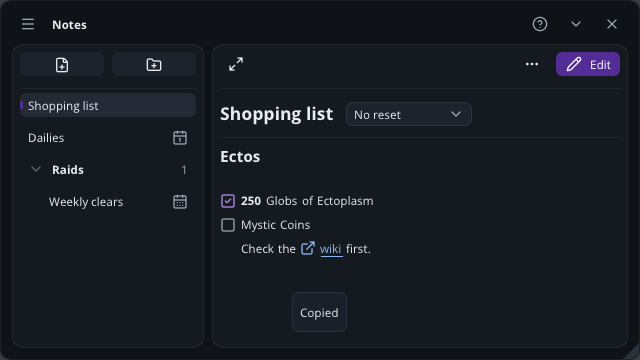 Notes
Edit
Shopping list
Dailies
Raids 1
Weekly clears
Shopping list No reset
Ectos
250 Globs of Ectoplasm
Mystic Coins
Check the wiki first.
Copied